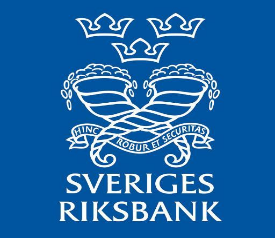 HINC ROBUR ET SECURITAS
SVERIGES
RIKSBANK